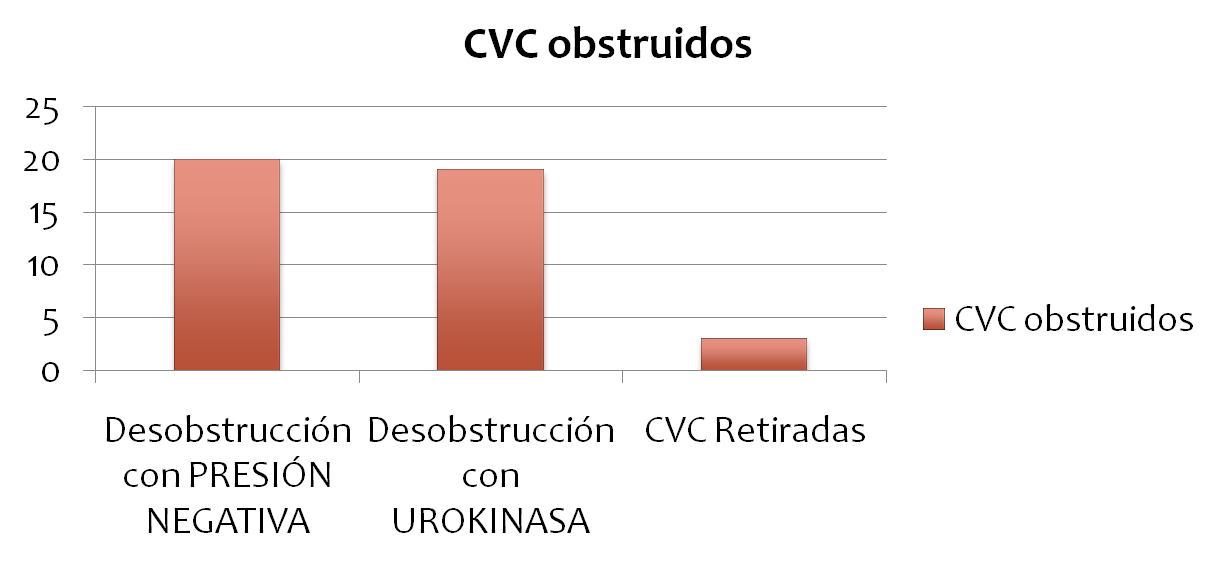 CVC obstruidos
25
20
15
10
5
0
Desobstrucción
con PRESIÓN
NEGATIVA
Desobstrucción
con
UROKINASA
CVC Retiradas
CVC obstruidos